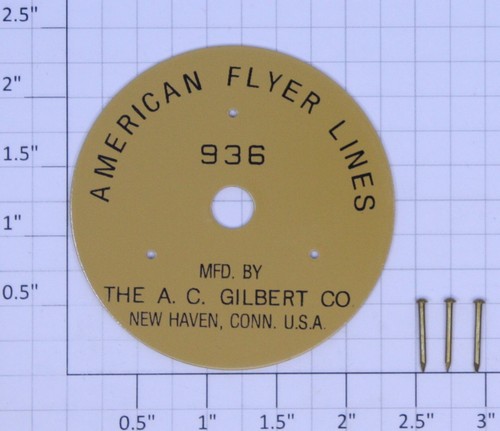 2.5"
2"
1.5"
1"
0.5"
AMERICAN FLYER LINES
936
MFD. BY
THE A. C. GILBERT CO
NEW HAVEN, CONN. U.S.A.
0.5" 1" 1.5" 2" 2.5" 3"